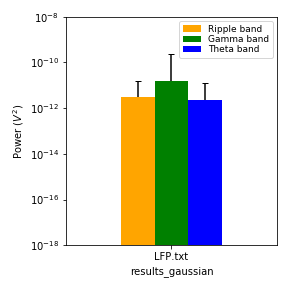 Ripple band
Gamma band
Theta band
10⁻⁸
10⁻¹⁰
10⁻¹²
10⁻¹⁴
10⁻¹⁶
10⁻¹⁸
Power (V²)
LFP.txt
results_gaussian